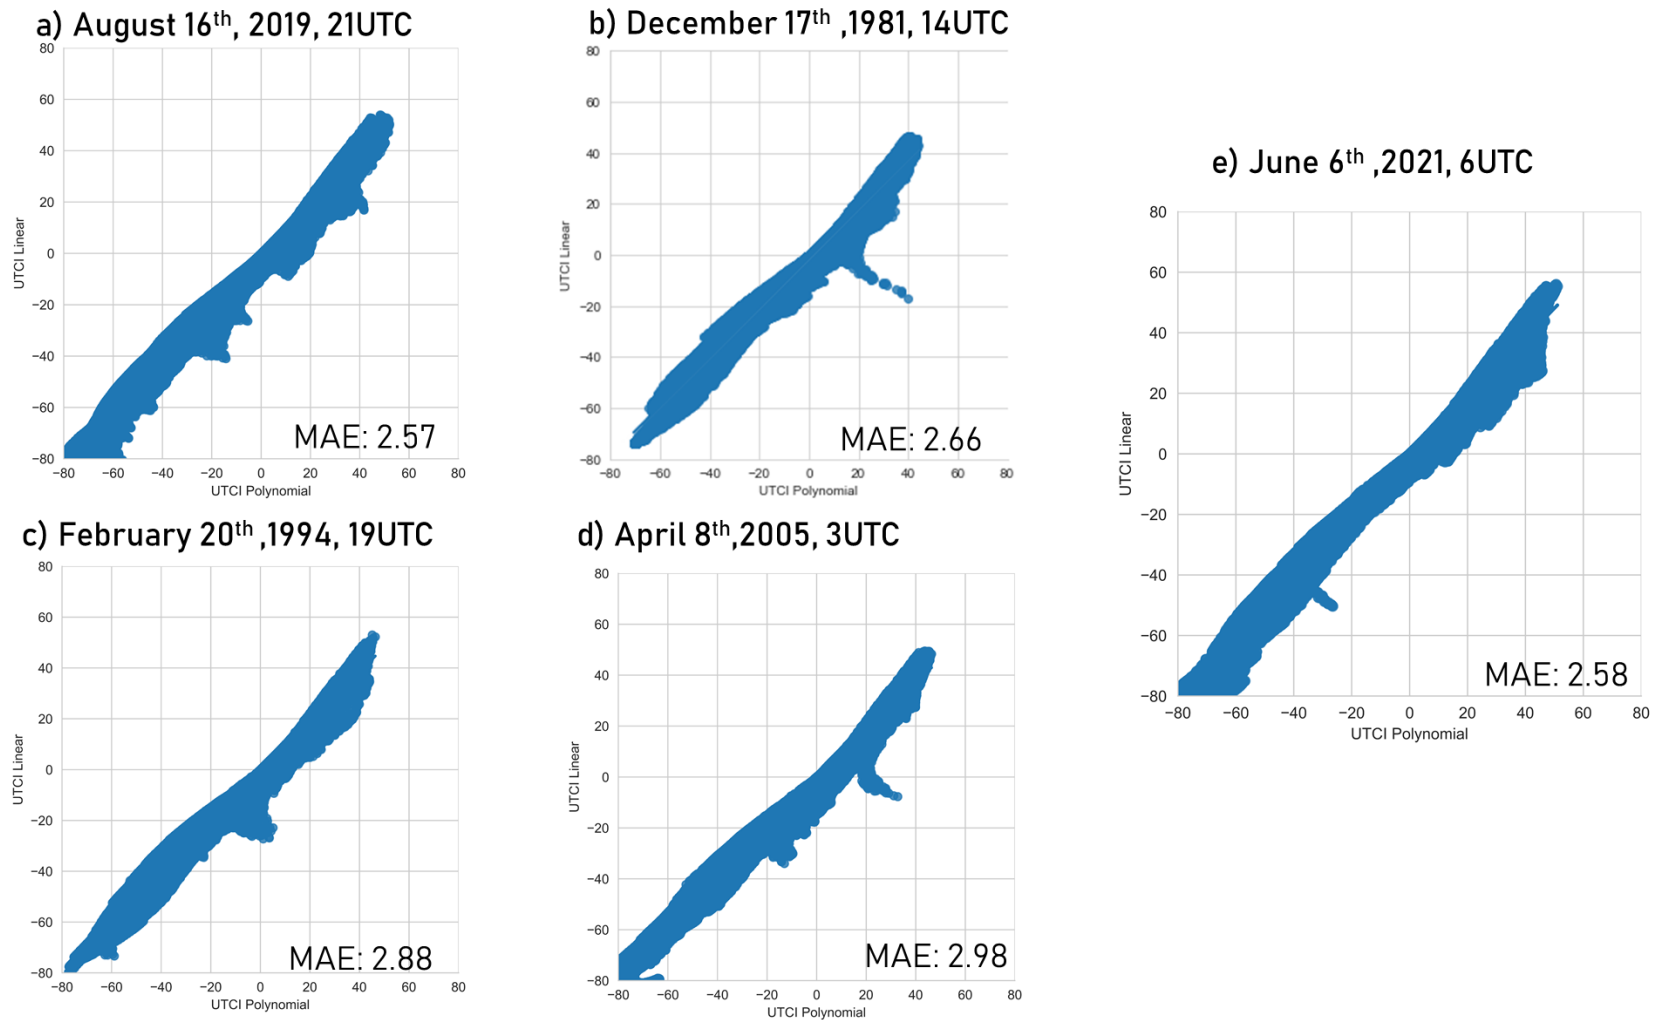 a) August 16th, 2019, 21UTC
80
60
40
20
0
−20
−40
−60
−80
UTCI Linear
MAE: 2.57
−80 −60 −40 −20 0 20 40 60 80
UTCI Polynomial
b) December 17th ,1981, 14UTC
80
60
40
20
0
−20
−40
−60
−80
UTCI Linear
MAE: 2.66
−80 −60 −40 −20 0 20 40 60 80
UTCI Polynomial
c) February 20th ,1994, 19UTC
80
60
40
20
0
−20
−40
−60
−80
UTCI Linear
MAE: 2.88
−80 −60 −40 −20 0 20 40 60 80
UTCI Polynomial
d) April 8th,2005, 3UTC
80
60
40
20
0
−20
−40
−60
−80
UTCI Linear
MAE: 2.98
−80 −60 −40 −20 0 20 40 60 80
UTCI Polynomial
e) June 6th ,2021, 6UTC
80
60
40
20
0
−20
−40
−60
−80
UTCI Linear
MAE: 2.58
−80 −60 −40 −20 0 20 40 60 80
UTCI Polynomial